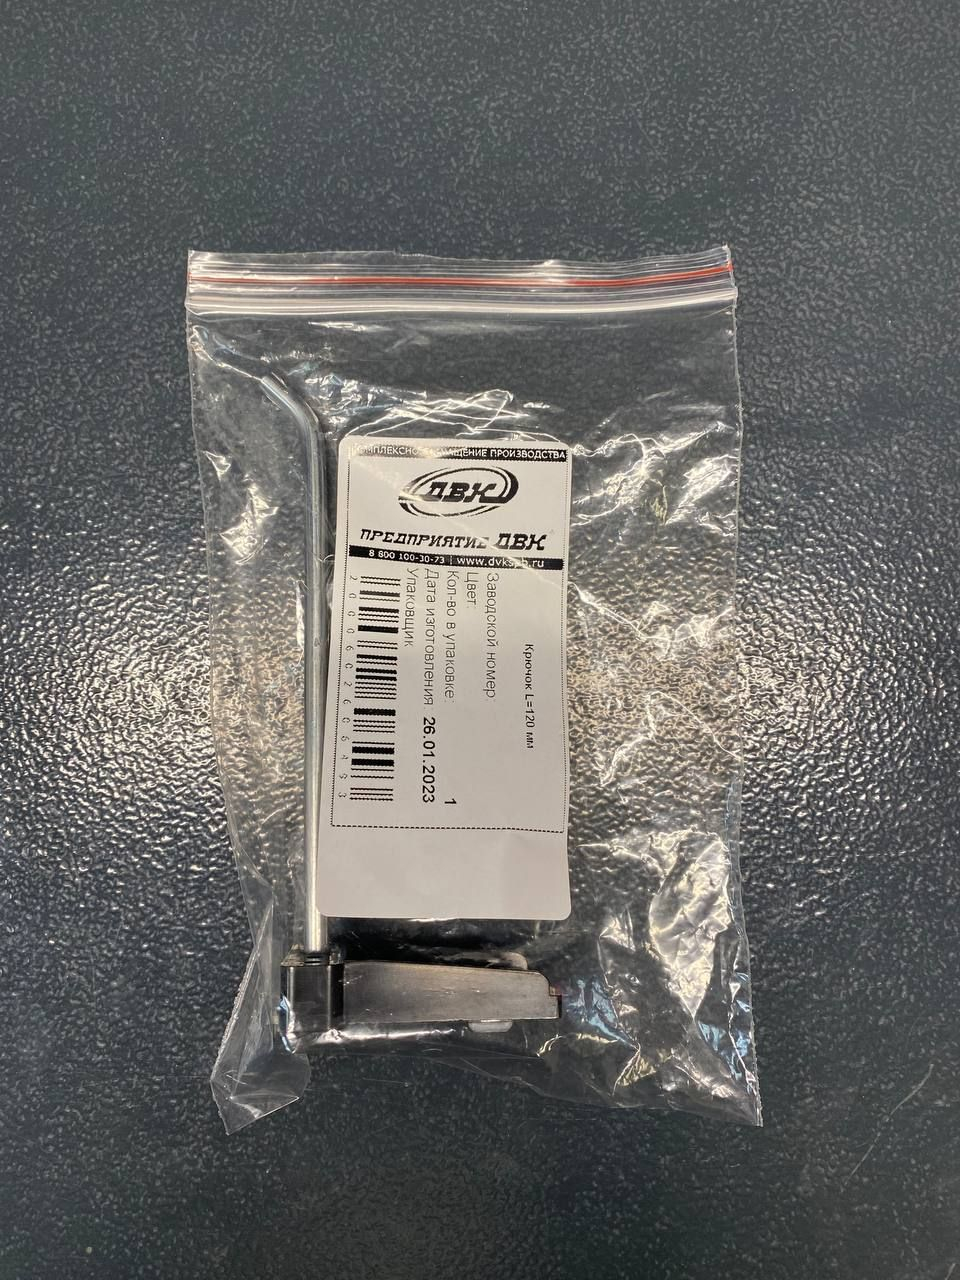 КОМПЛЕКСНОЕ ОСНАЩЕНИЕ ПРОИЗВОДСТВА
ДВК
ПРЕДПРИЯТИЕ ДВК
8 800 100-30-73 | www.dvkspb.ru
Крючок L=120 мм
Заводской номер:
Цвет:
Кол-во в упаковке: 1
Дата изготовления: 26.01.2023
Упаковщик